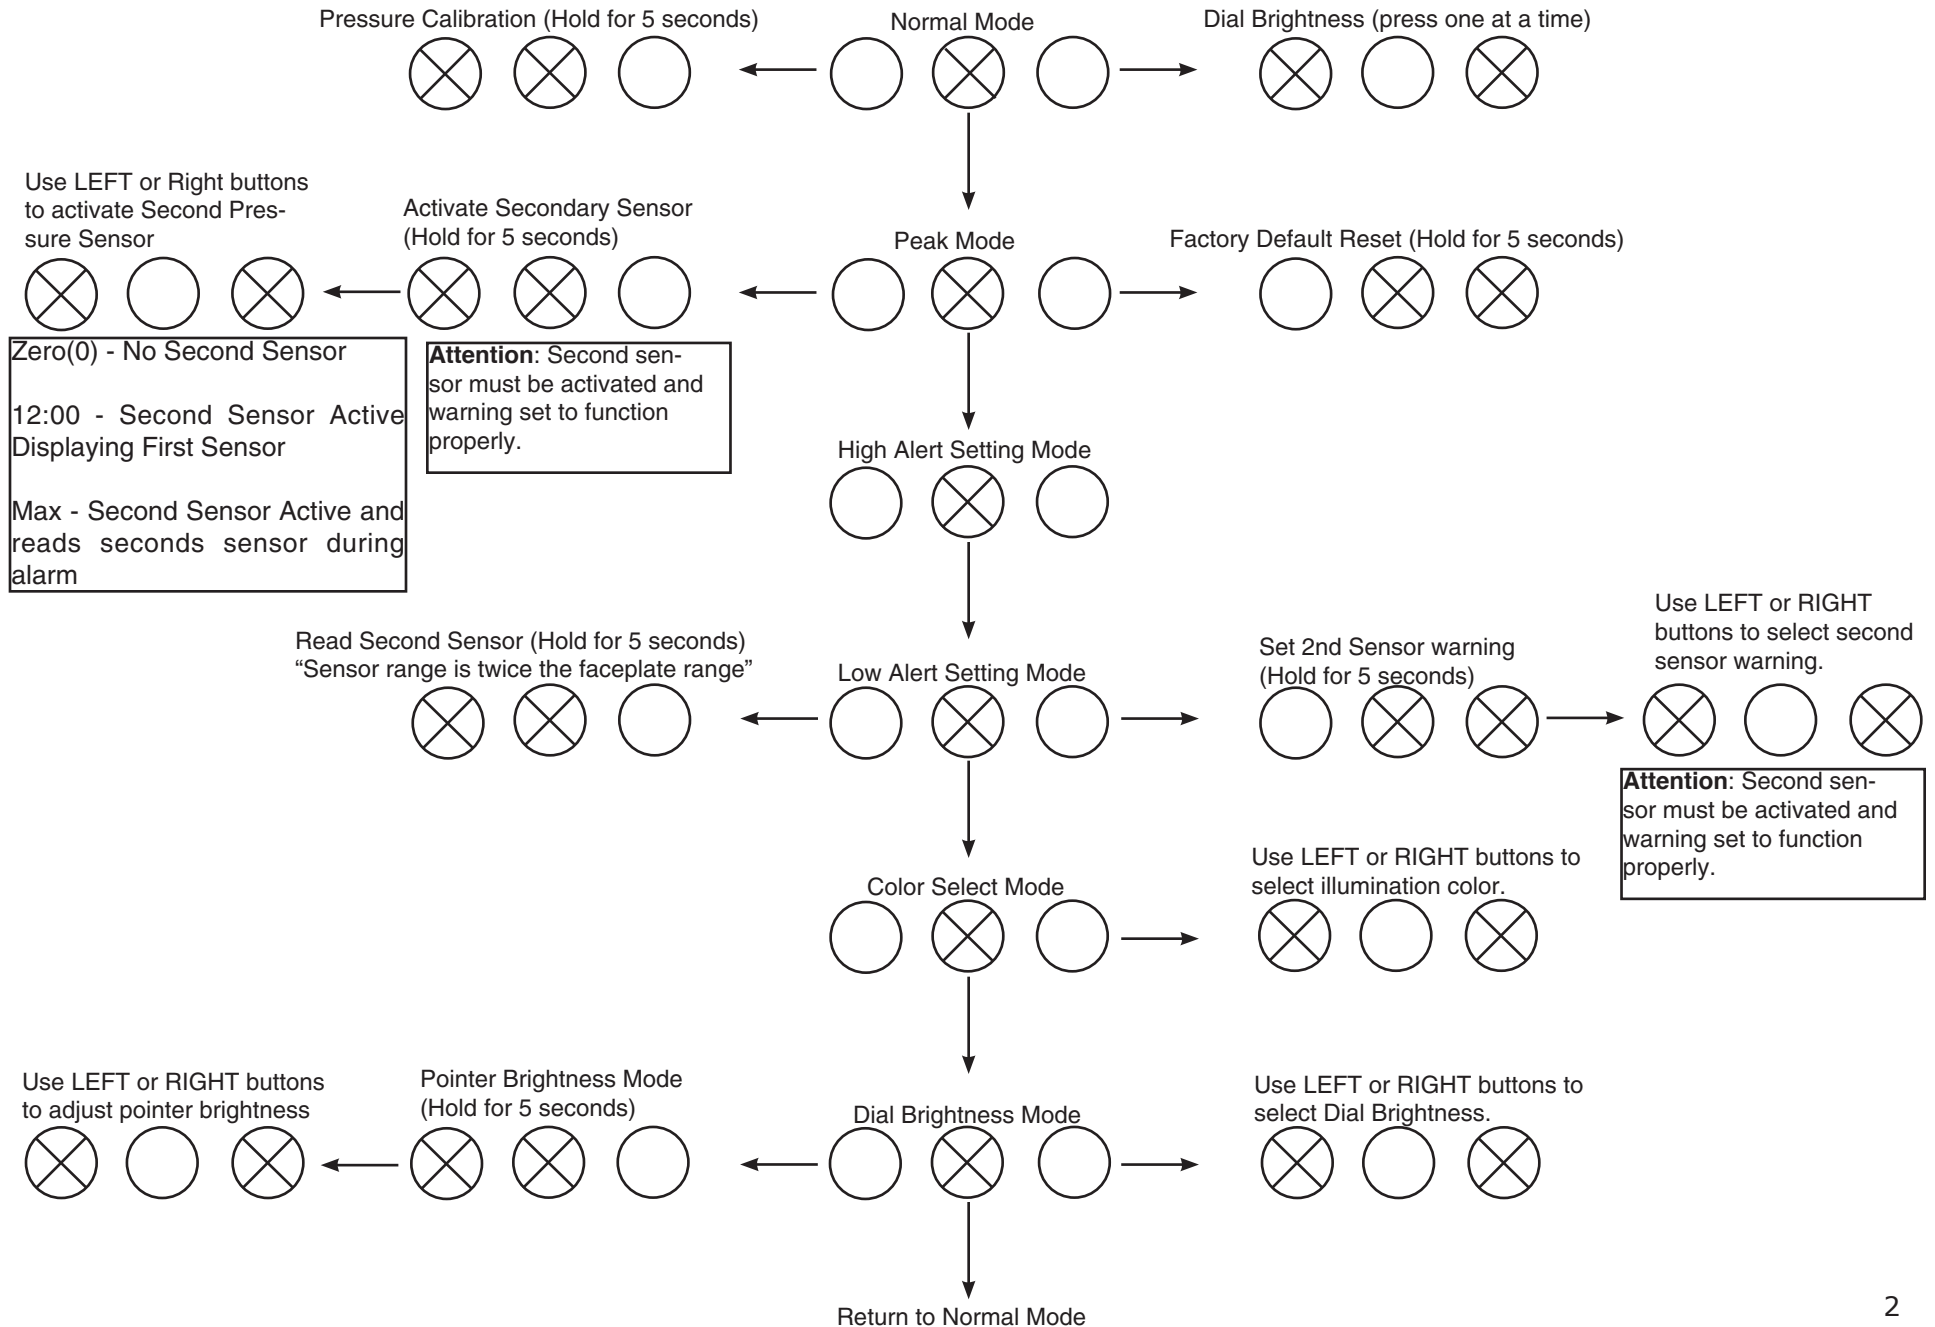 Pressure Calibration (Hold for 5 seconds)
Normal Mode
Dial Brightness (press one at a time)
Use LEFT or Right buttons
to activate Second Pres-
sure Sensor
Activate Secondary Sensor
(Hold for 5 seconds)
Peak Mode
Factory Default Reset (Hold for 5 seconds)
Zero(0) - No Second Sensor
12:00 - Second Sensor Active
Displaying First Sensor
Max - Second Sensor Active and
reads seconds sensor during
alarm
Attention: Second sen-
sor must be activated and
warning set to function
properly.
High Alert Setting Mode
Read Second Sensor (Hold for 5 seconds)
“Sensor range is twice the faceplate range”
Low Alert Setting Mode
Set 2nd Sensor warning
(Hold for 5 seconds)
Use LEFT or RIGHT
buttons to select second
sensor warning.
Attention: Second sen-
sor must be activated and
warning set to function
properly.
Color Select Mode
Use LEFT or RIGHT buttons to
select illumination color.
Use LEFT or RIGHT buttons
to adjust pointer brightness
Pointer Brightness Mode
(Hold for 5 seconds)
Dial Brightness Mode
Use LEFT or RIGHT buttons to
select Dial Brightness.
Return to Normal Mode
2